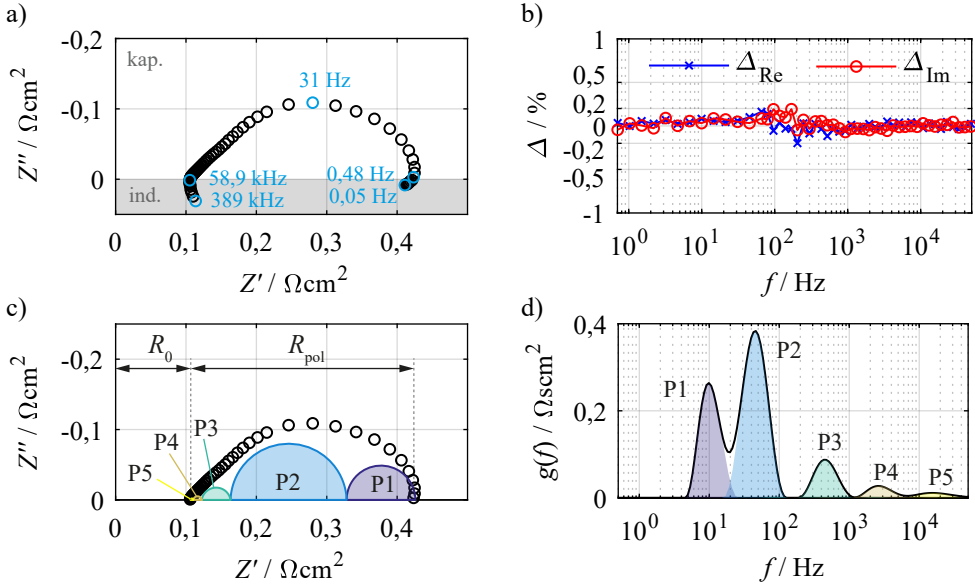 a)
-0,2
-0,1
0
Z'' / Ωcm²
kap.
ind.
31 Hz
58,9 kHz
389 kHz
0,48 Hz
0,05 Hz
0 0,1 0,2 0,3 0,4
Z' / Ωcm²
b)
1
0,5
0,2
0
-0,2
-0,5
-1
Δ / %
Δ_Re Δ_Im
10⁰ 10¹ 10² 10³ 10⁴
f / Hz
c)
-0,2
-0,1
0
Z'' / Ωcm²
R₀ R_pol
P3
P4
P5
P2
P1
0 0,1 0,2 0,3 0,4
Z' / Ωcm²
d)
0,4
0,2
0
g(f) / Ωscm²
P1
P2
P3
P4
P5
10⁰ 10¹ 10² 10³ 10⁴
f / Hz